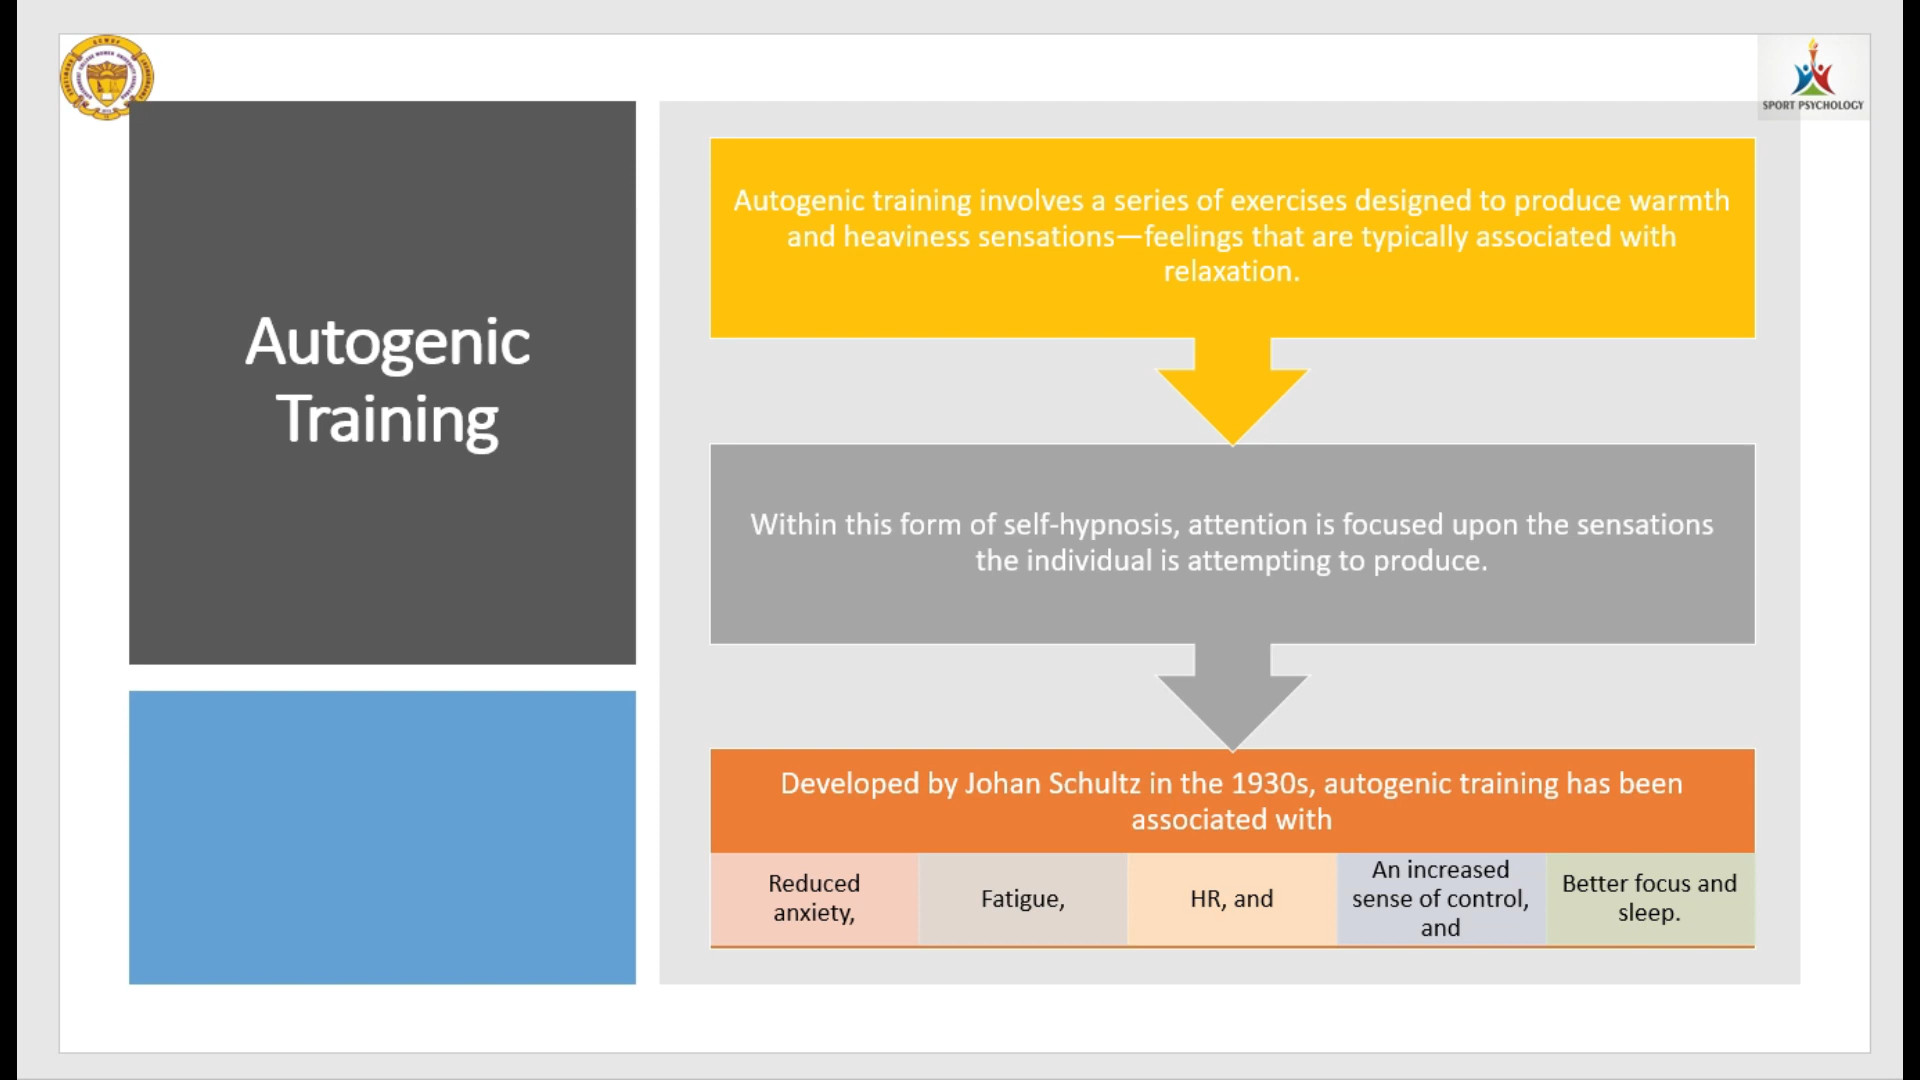 SPORT PSYCHOLOGY
Autogenic
Training
Autogenic training involves a series of exercises designed to produce warmth
and heaviness sensations—feelings that are typically associated with
relaxation.
Within this form of self-hypnosis, attention is focused upon the sensations
the individual is attempting to produce.
Developed by Johan Schultz in the 1930s, autogenic training has been
associated with
Reduced
anxiety,
Fatigue,
HR, and
An increased
sense of control,
and
Better focus and
sleep.